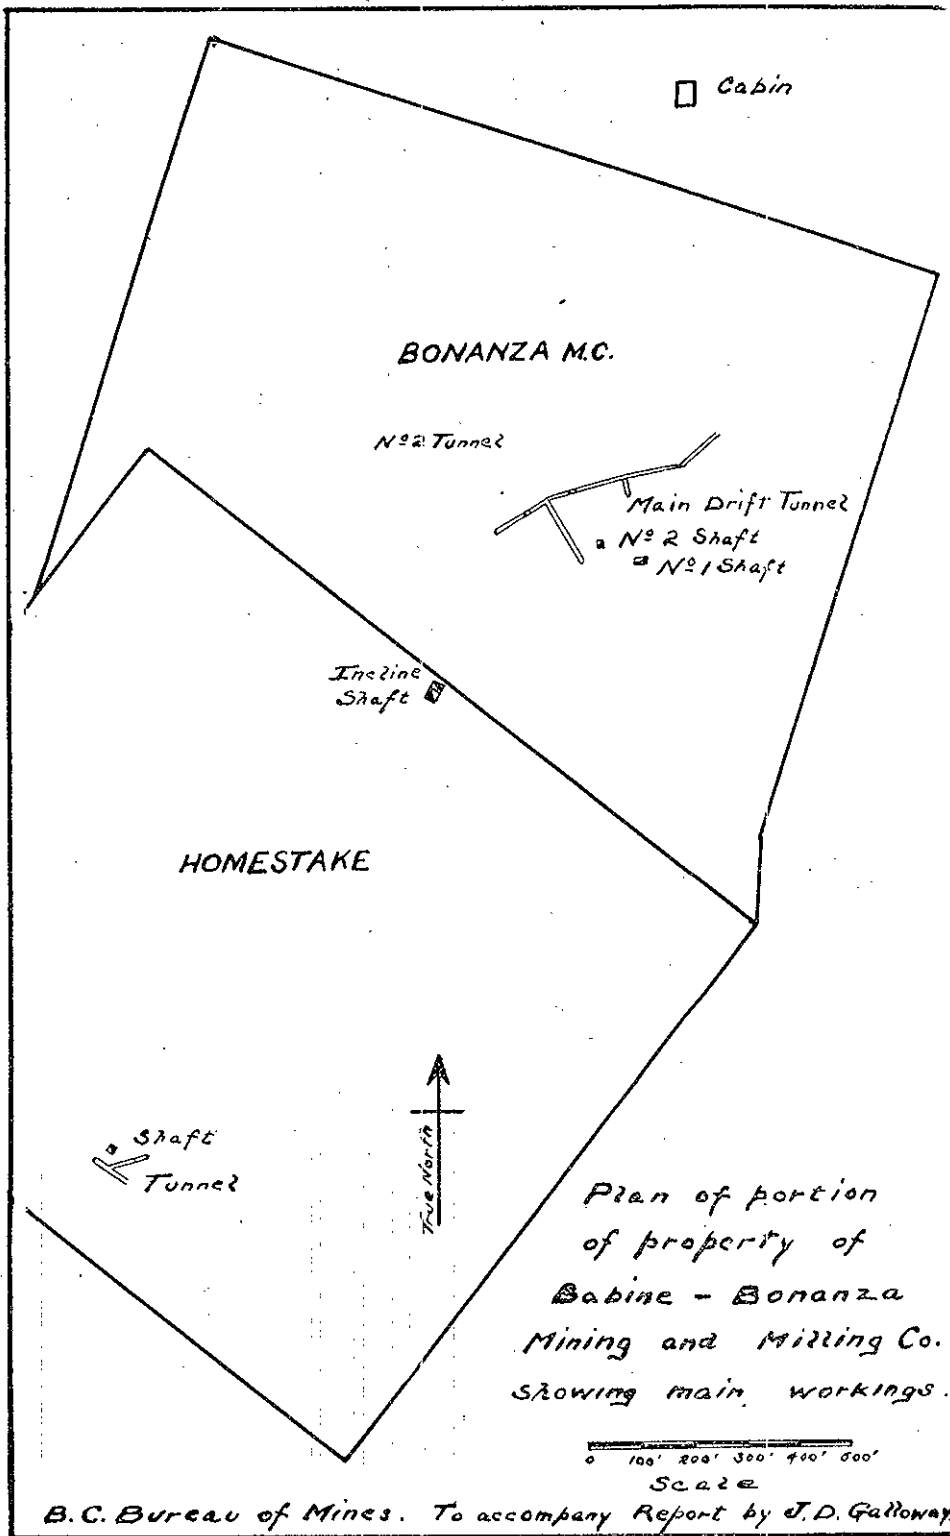 Cabin
BONANZA M.C.
Nº 2 Tunnel
Main Drift Tunnel
Nº 2 Shaft
Nº 1 Shaft
Incline
Shaft
HOMESTAKE
Shaft
Tunnel
True North
Plan of portion
of property of
Babine - Bonanza
Mining and Milling Co.
showing main workings.
0 100' 200' 300' 400' 500'
Scale
B.C. Bureau of Mines. To accompany Report by J.D. Galloway